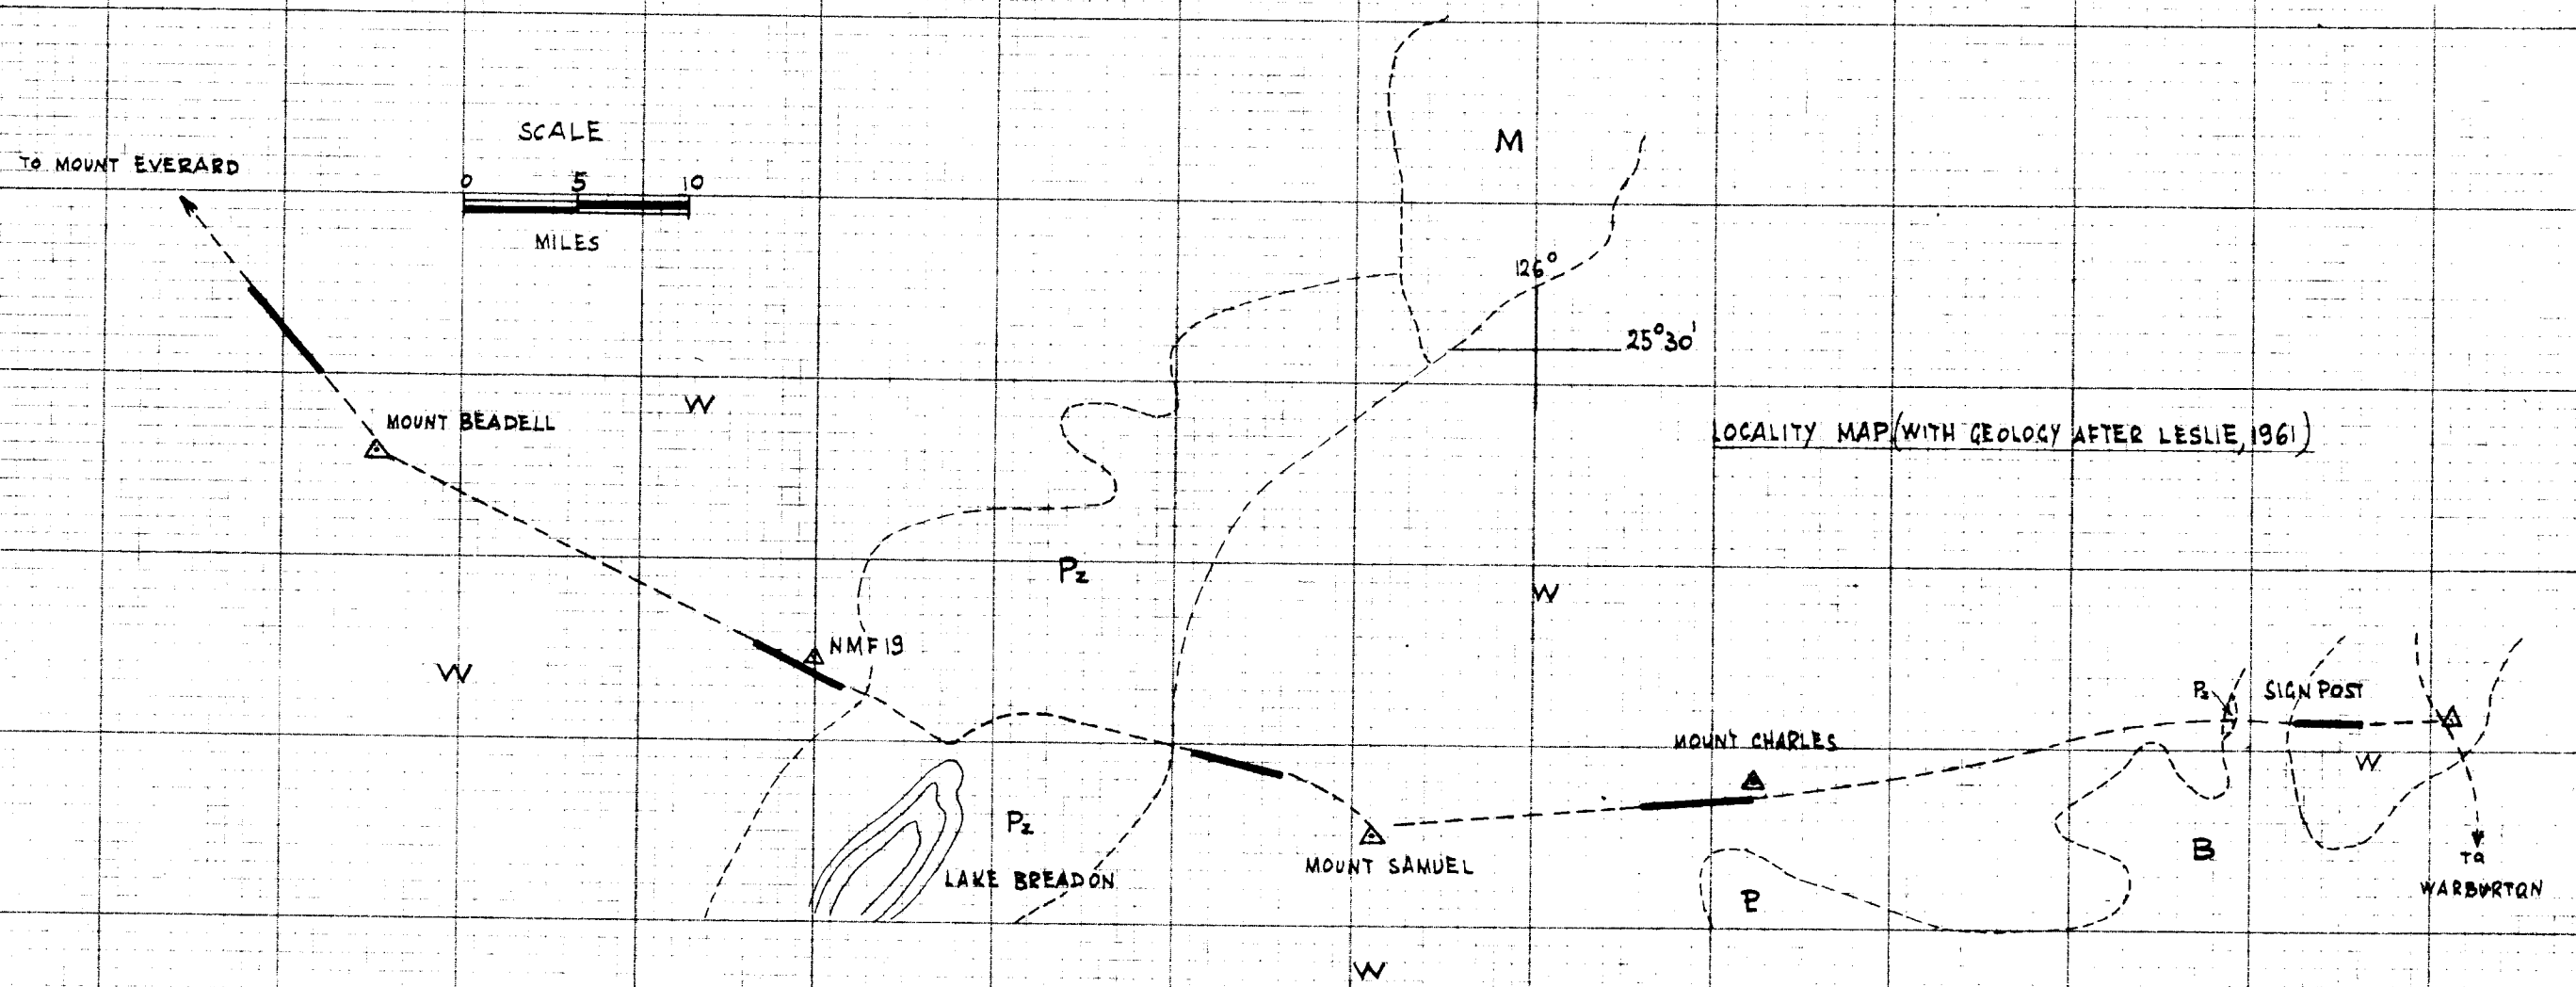 M
SCALE
TO MOUNT EVERARD
0 5 10
MILES
126°
25°30'
W
MOUNT BEADELL
LOCALITY MAP (WITH GEOLOGY AFTER LESLIE, 1961)
Pz
W
NMF 19
W
Pz
SIGN POST
MOUNT CHARLES
W
Pz
B
MOUNT SAMUEL
TO
LAKE BREADON
WARBURTON
P
W